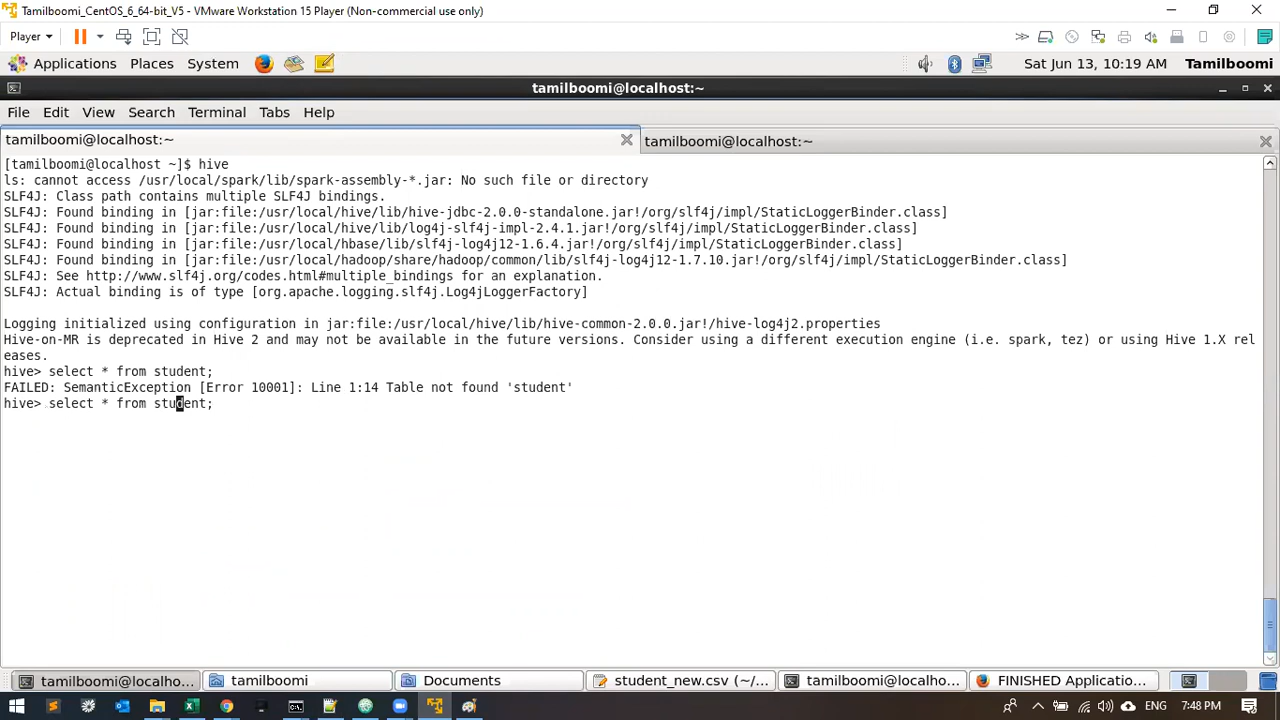 Tamilboomi_CentOS_6_64-bit_V5 - VMware Workstation 15 Player (Non-commercial use only)
Player
Applications Places System Sat Jun 13, 10:19 AM Tamilboomi
tamilboomi@localhost:~
File Edit View Search Terminal Tabs Help
tamilboomi@localhost:~ tamilboomi@localhost:~
[tamilboomi@localhost ~]$ hive
ls: cannot access /usr/local/spark/lib/spark-assembly-*.jar: No such file or directory
SLF4J: Class path contains multiple SLF4J bindings.
SLF4J: Found binding in [jar:file:/usr/local/hive/lib/hive-jdbc-2.0.0-standalone.jar!/org/slf4j/impl/StaticLoggerBinder.class]
SLF4J: Found binding in [jar:file:/usr/local/hive/lib/log4j-slf4j-impl-2.4.1.jar!/org/slf4j/impl/StaticLoggerBinder.class]
SLF4J: Found binding in [jar:file:/usr/local/hbase/lib/slf4j-log4j12-1.6.4.jar!/org/slf4j/impl/StaticLoggerBinder.class]
SLF4J: Found binding in [jar:file:/usr/local/hadoop/share/hadoop/common/lib/slf4j-log4j12-1.7.10.jar!/org/slf4j/impl/StaticLoggerBinder.class]
SLF4J: See http://www.slf4j.org/codes.html#multiple_bindings for an explanation.
SLF4J: Actual binding is of type [org.apache.logging.slf4j.Log4jLoggerFactory]
Logging initialized using configuration in jar:file:/usr/local/hive/lib/hive-common-2.0.0.jar!/hive-log4j2.properties
Hive-on-MR is deprecated in Hive 2 and may not be available in the future versions. Consider using a different execution engine (i.e. spark, tez) or using Hive 1.X rel
eases.
hive> select * from student;
FAILED: SemanticException [Error 10001]: Line 1:14 Table not found 'student'
hive> select * from student;
tamilboomi@localho... tamilboomi Documents student_new.csv (~/... tamilboomi@localho... FINISHED Applicatio...
ENG 7:48 PM